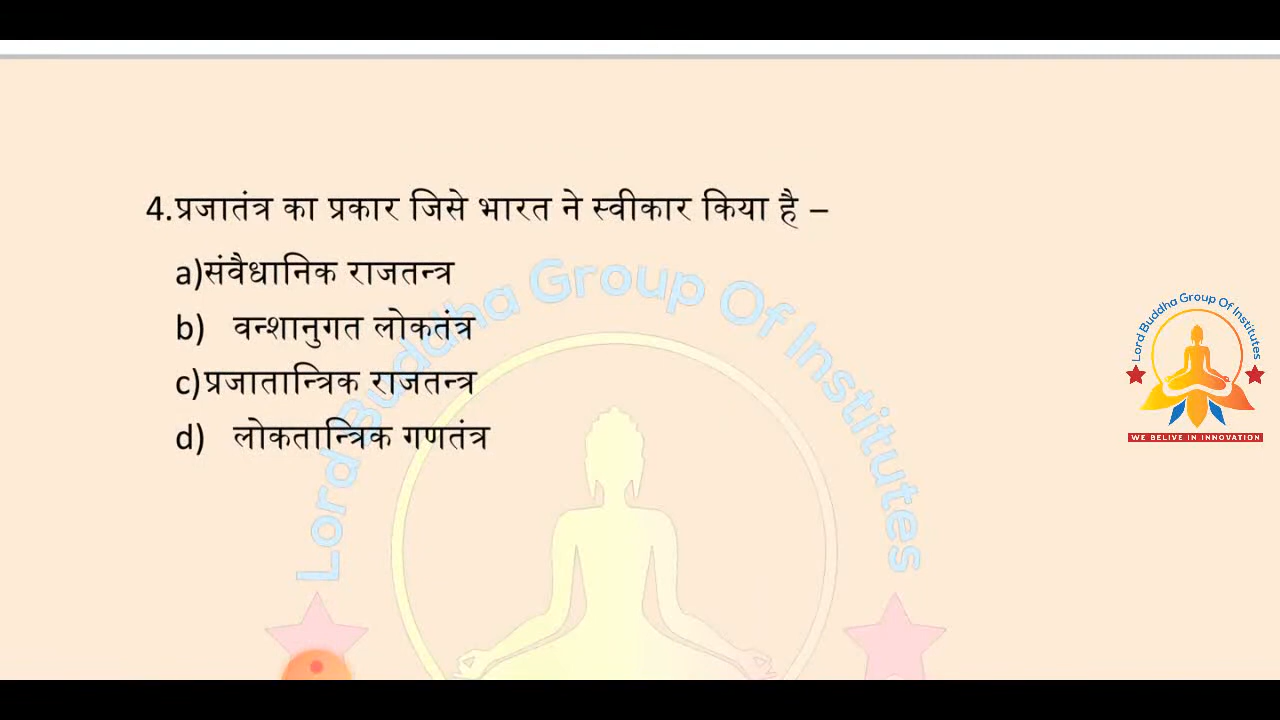 4.प्रजातंत्र का प्रकार जिसे भारत ने स्वीकार किया है –
a)संवैधानिक राजतन्त्र
b) वन्शानुगत लोकतंत्र
c)प्रजातान्त्रिक राजतन्त्र
d) लोकतान्त्रिक गणतंत्र
Lord Buddha Group Of Institutes
Lord Buddha Group Of Institutes
WE BELIVE IN INNOVATION